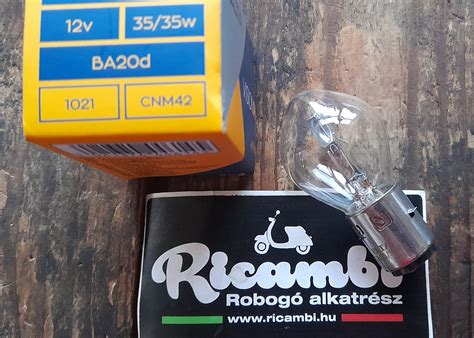 12v 35/35w
BA20d
1021 CNM42
Ricambi
Robogó alkatrész
www.ricambi.hu